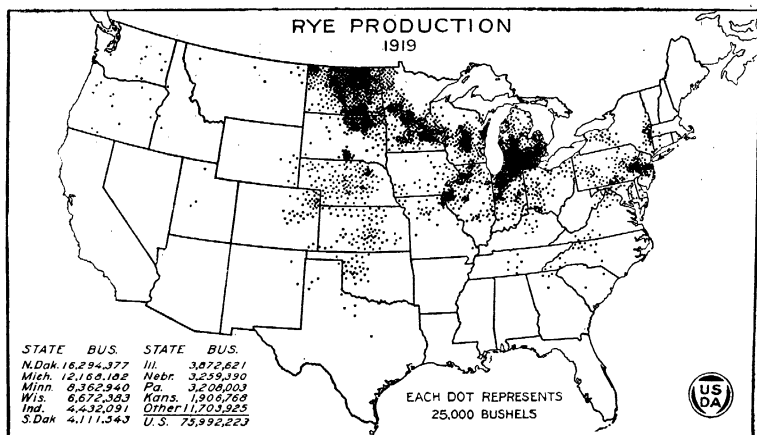 RYE PRODUCTION
1919
STATE BUS. STATE BUS.
N.Dak. 16,294,377 Ill. 3,872,621
Mich. 12,168,182 Nebr. 3,259,390
Minn. 8,362,940 Pa. 3,208,003
Wis. 6,672,383 Kans. 1,906,768
Ind. 4,432,091 Other 11,703,925
S.Dak 4,111,543 U.S. 75,992,223
EACH DOT REPRESENTS
25,000 BUSHELS
US
DA